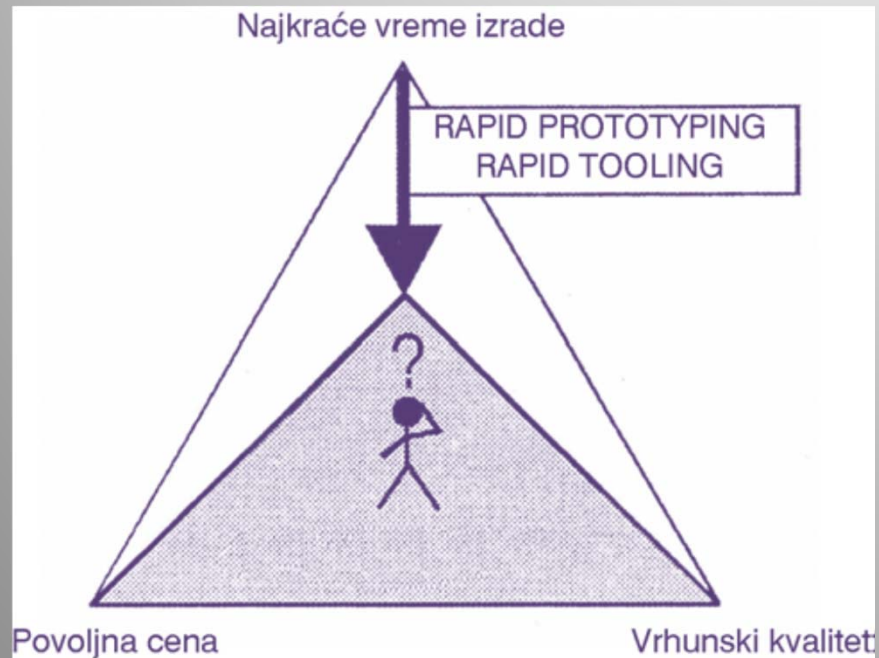 Najkraće vreme izrade
RAPID PROTOTYPING
RAPID TOOLING
?
Povoljna cena
Vrhunski kvalitet